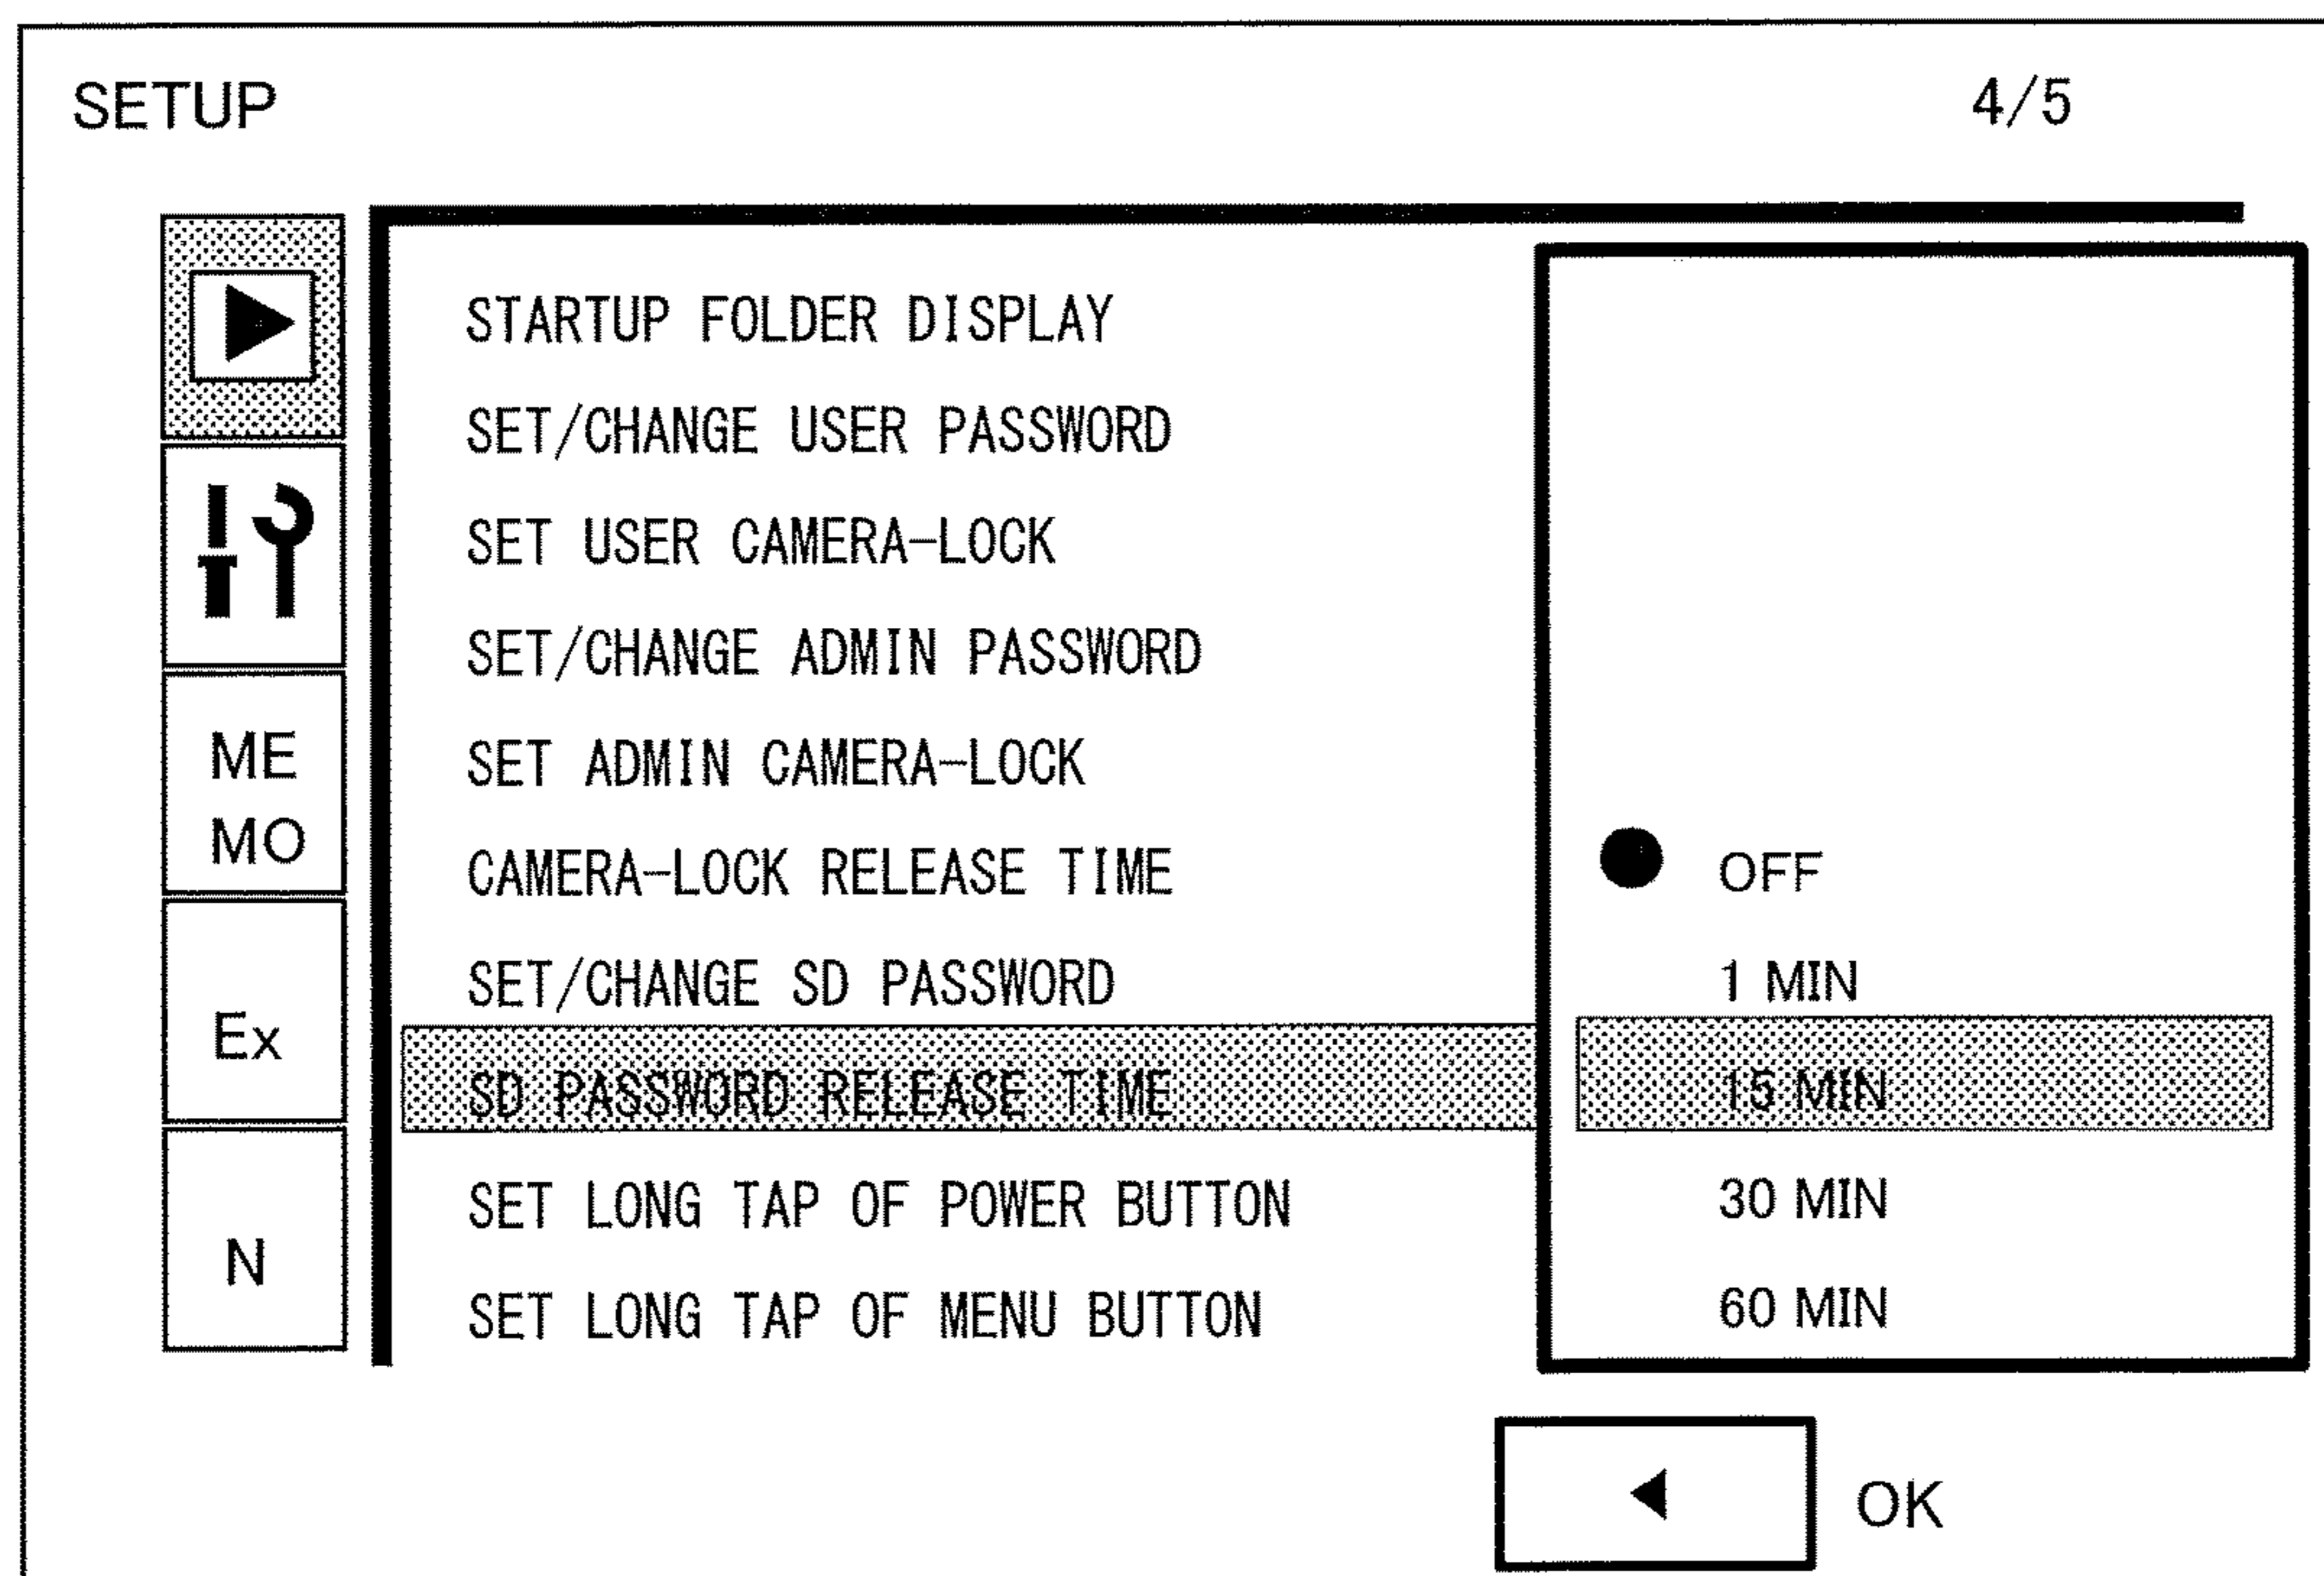 SETUP
4/5
STARTUP FOLDER DISPLAY
SET/CHANGE USER PASSWORD
SET USER CAMERA-LOCK
SET/CHANGE ADMIN PASSWORD
SET ADMIN CAMERA-LOCK
CAMERA-LOCK RELEASE TIME
SET/CHANGE SD PASSWORD
SD PASSWORD RELEASE TIME
SET LONG TAP OF POWER BUTTON
SET LONG TAP OF MENU BUTTON
ME
MO
Ex
N
OFF
1 MIN
15 MIN
30 MIN
60 MIN
OK